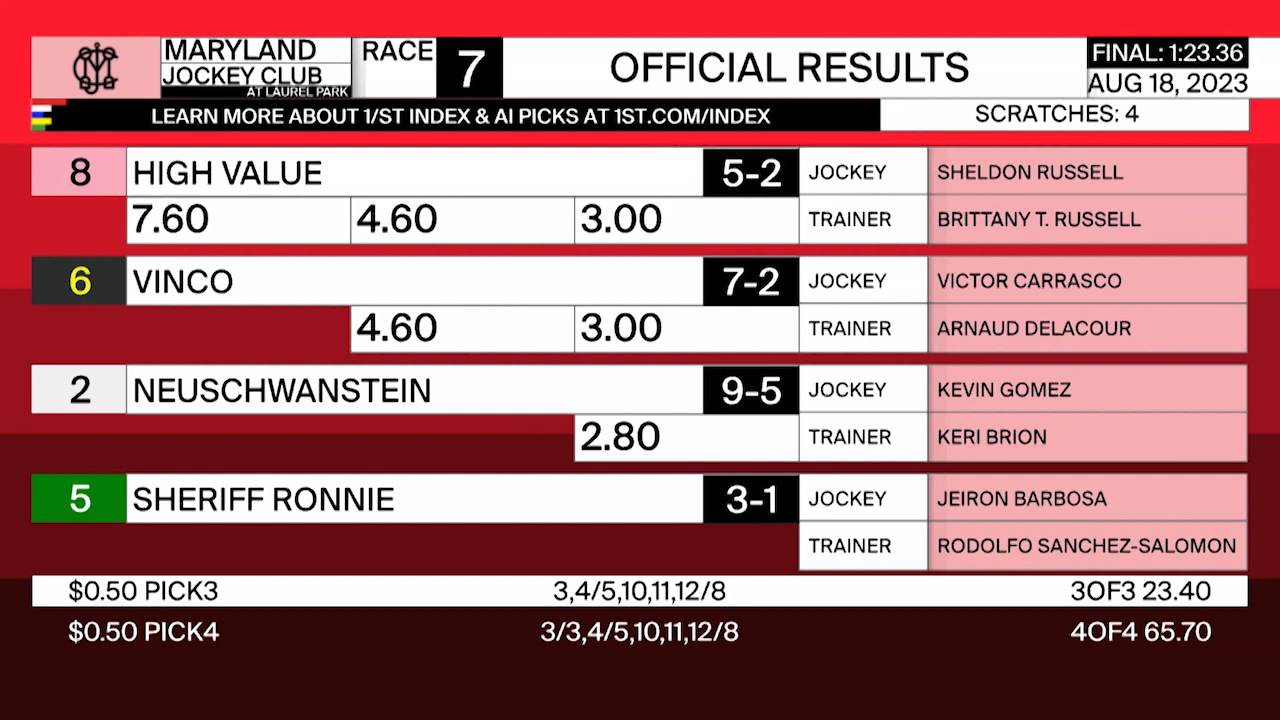 MARYLAND
JOCKEY CLUB
AT LAUREL PARK
RACE 7
OFFICIAL RESULTS
FINAL: 1:23.36
AUG 18, 2023
LEARN MORE ABOUT 1/ST INDEX & AI PICKS AT 1ST.COM/INDEX
SCRATCHES: 4
8 HIGH VALUE 5-2 JOCKEY SHELDON RUSSELL
7.60 4.60 3.00 TRAINER BRITTANY T. RUSSELL
6 VINCO 7-2 JOCKEY VICTOR CARRASCO
4.60 3.00 TRAINER ARNAUD DELACOUR
2 NEUSCHWANSTEIN 9-5 JOCKEY KEVIN GOMEZ
2.80 TRAINER KERI BRION
5 SHERIFF RONNIE 3-1 JOCKEY JEIRON BARBOSA
TRAINER RODOLFO SANCHEZ-SALOMON
$0.50 PICK3 3,4/5,10,11,12/8 3OF3 23.40
$0.50 PICK4 3/3,4/5,10,11,12/8 4OF4 65.70